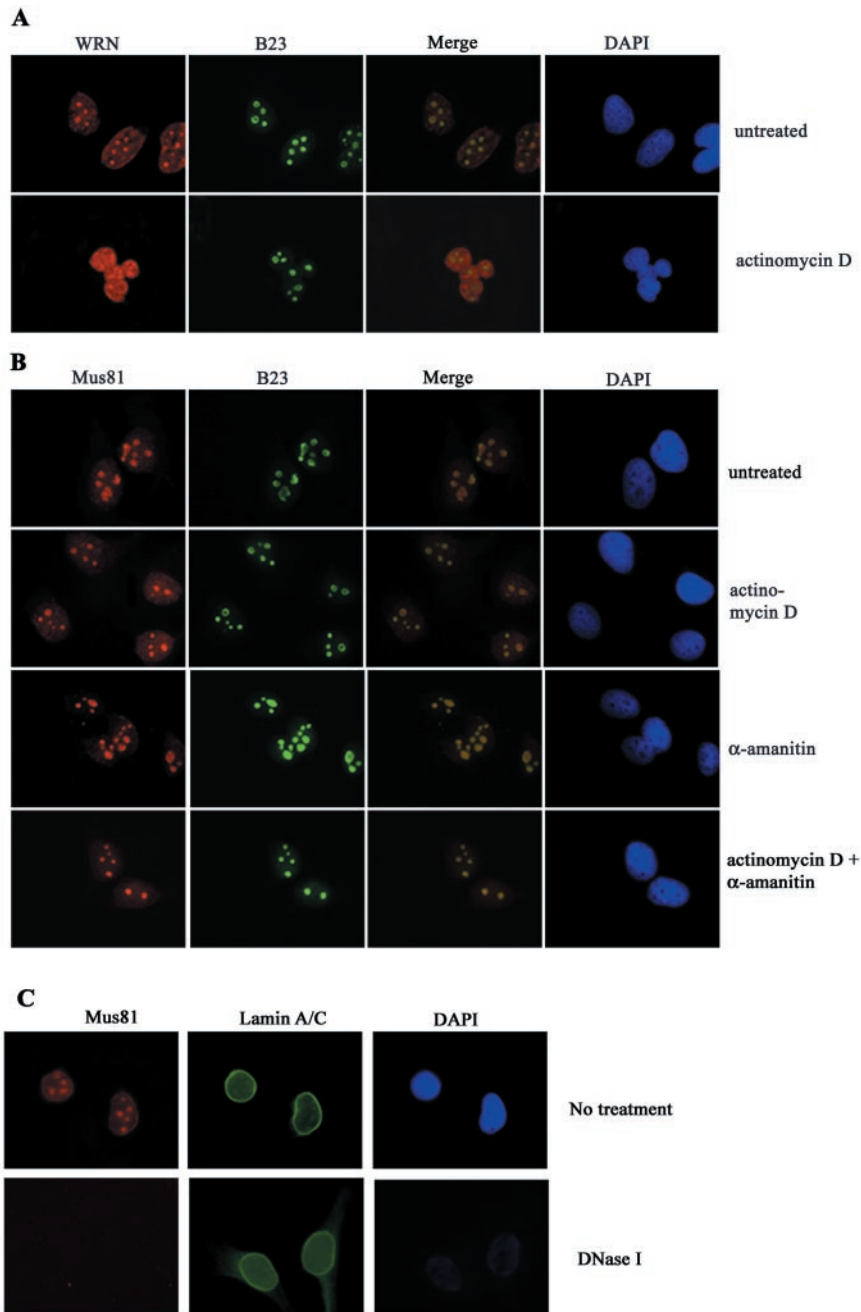 A
WRN B23 Merge DAPI
untreated
actinomycin D
B
Mus81 B23 Merge DAPI
untreated
actino-
mycin D
α-amanitin
actinomycin D +
α-amanitin
C
Mus81 Lamin A/C DAPI
No treatment
DNase I